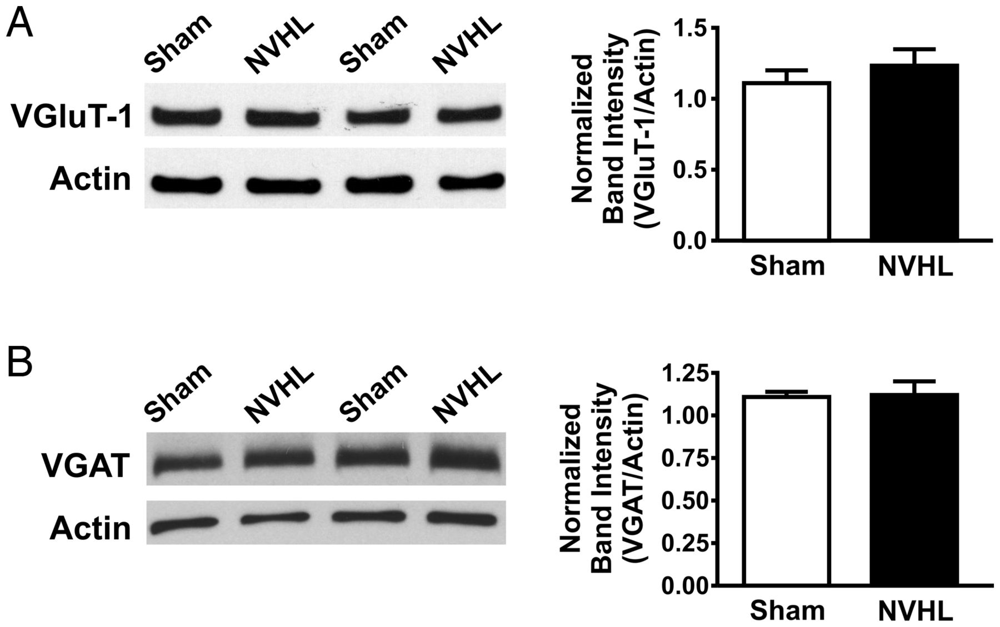 A
Sham NVHL Sham NVHL
VGluT-1
Actin
Normalized
Band Intensity
(VGluT-1/Actin)
1.5
1.0
0.5
0.0
Sham NVHL
B
Sham NVHL Sham NVHL
VGAT
Actin
Normalized
Band Intensity
(VGAT/Actin)
1.25
1.00
0.75
0.50
0.25
0.00
Sham NVHL